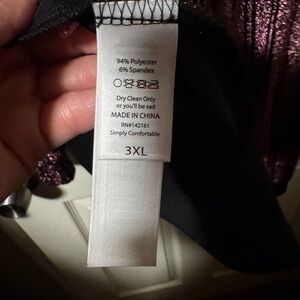 94% Polyester
6% Spandex
Dry Clean Only
or you'll be sad
MADE IN CHINA
RN#142161
Simply Comfortable
3XL